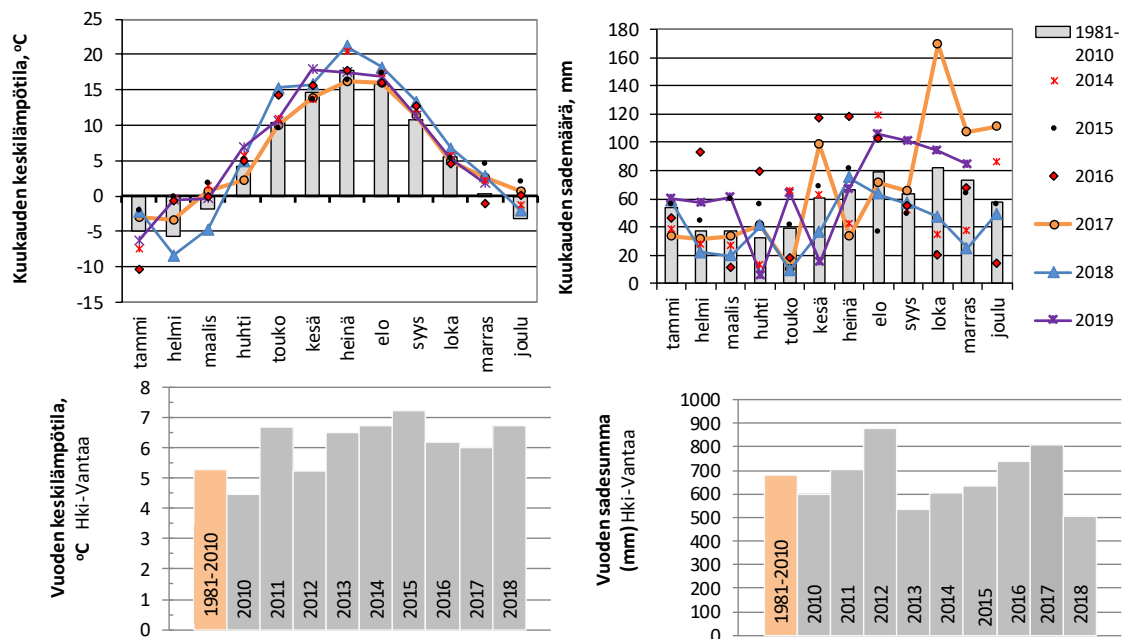 Kuukauden keskilämpötila, ºC
25
20
15
10
5
0
-5
-10
-15
tammi
helmi
maalis
huhti
touko
kesä
heinä
elo
syys
loka
marras
joulu
Kuukauden sademäärä, mm
180
160
140
120
100
80
60
40
20
0
tammi
helmi
maalis
huhti
touko
kesä
heinä
elo
syys
loka
marras
joulu
1981-
2010
2014
2015
2016
2017
2018
2019
Vuoden keskilämpötila,
ºC Hki-Vantaa
8
7
6
5
4
3
2
1
0
1981-2010
2010
2011
2012
2013
2014
2015
2016
2017
2018
Vuoden sadesumma
(mm) Hki-Vantaa
1000
900
800
700
600
500
400
300
200
100
0
1981-2010
2010
2011
2012
2013
2014
2015
2016
2017
2018